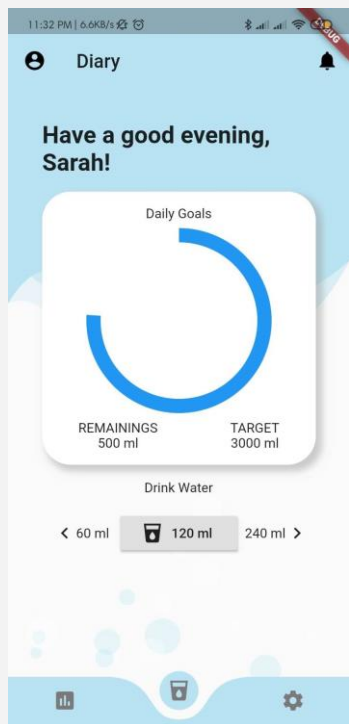 11:32 PM | 6.6KB/s
Diary
Have a good evening,
Sarah!
Daily Goals
REMAININGS
TARGET
500 ml
3000 ml
Drink Water
60 ml
120 ml
240 ml